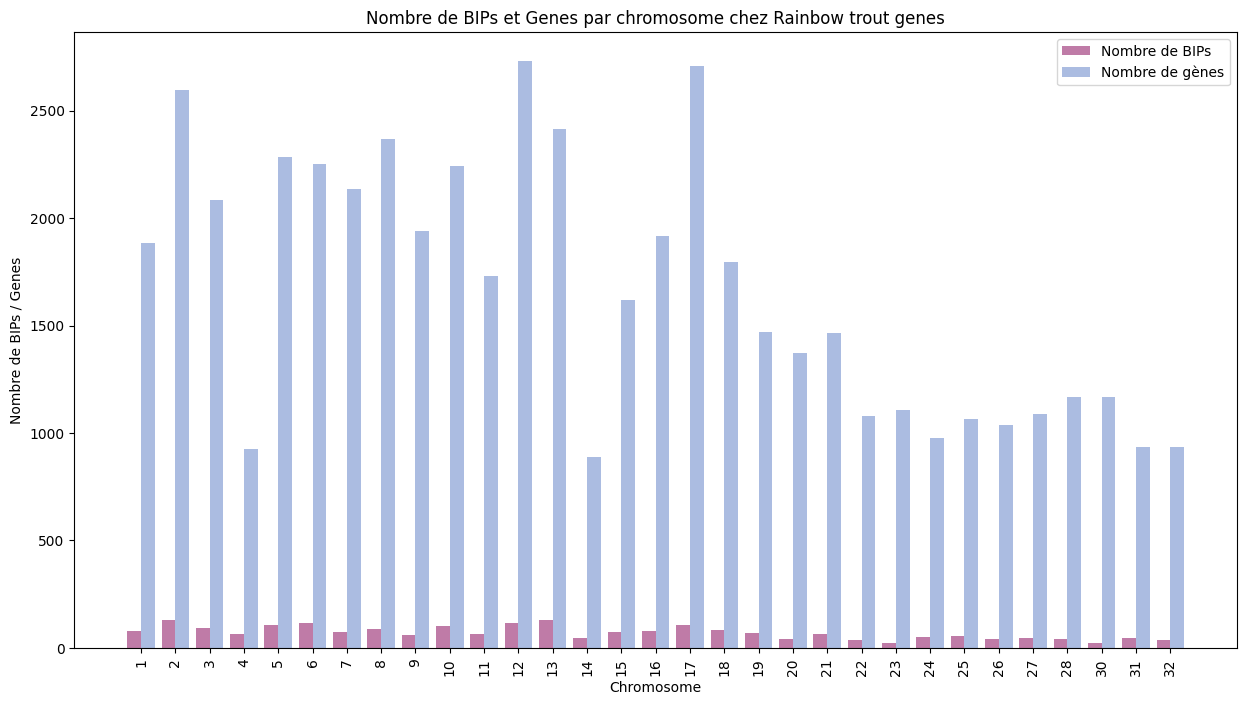 Nombre de BIPs et Genes par chromosome chez Rainbow trout genes
Nombre de BIPs
Nombre de gènes
Nombre de BIPs / Genes
2500
2000
1500
1000
500
0
1 2 3 4 5 6 7 8 9 10 11 12 13 14 15 16 17 18 19 20 21 22 23 24 25 26 27 28 30 31 32
Chromosome